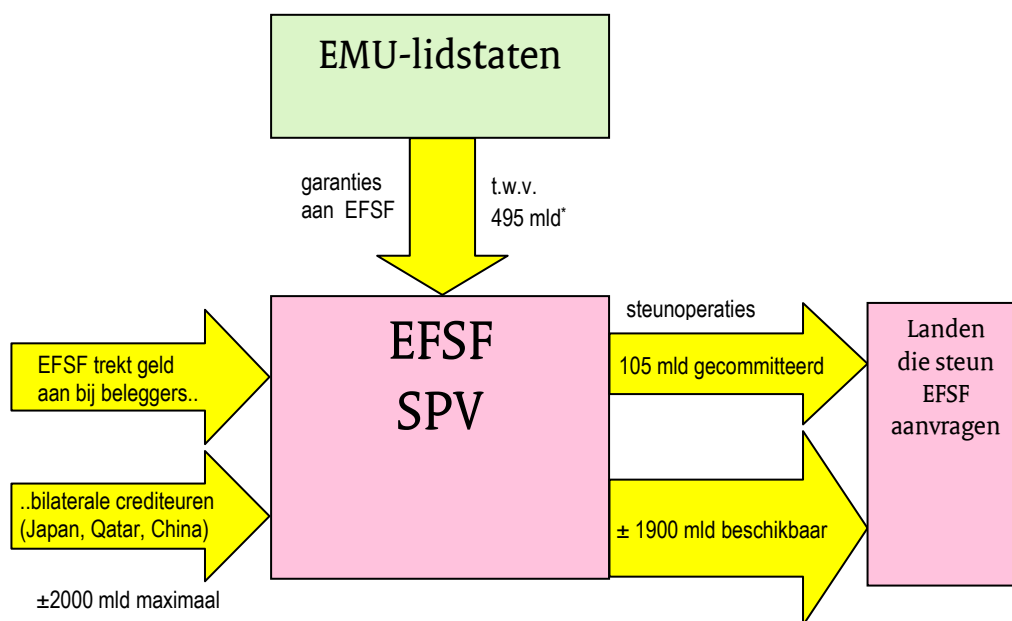 EMU-lidstaten
garanties
aan EFSF
t.w.v.
495 mld*
EFSF
SPV
EFSF trekt geld
aan bij beleggers..
..bilaterale crediteuren
(Japan, Qatar, China)
±2000 mld maximaal
steunoperaties
105 mld gecommitteerd
± 1900 mld beschikbaar
Landen
die steun
EFSF
aanvragen